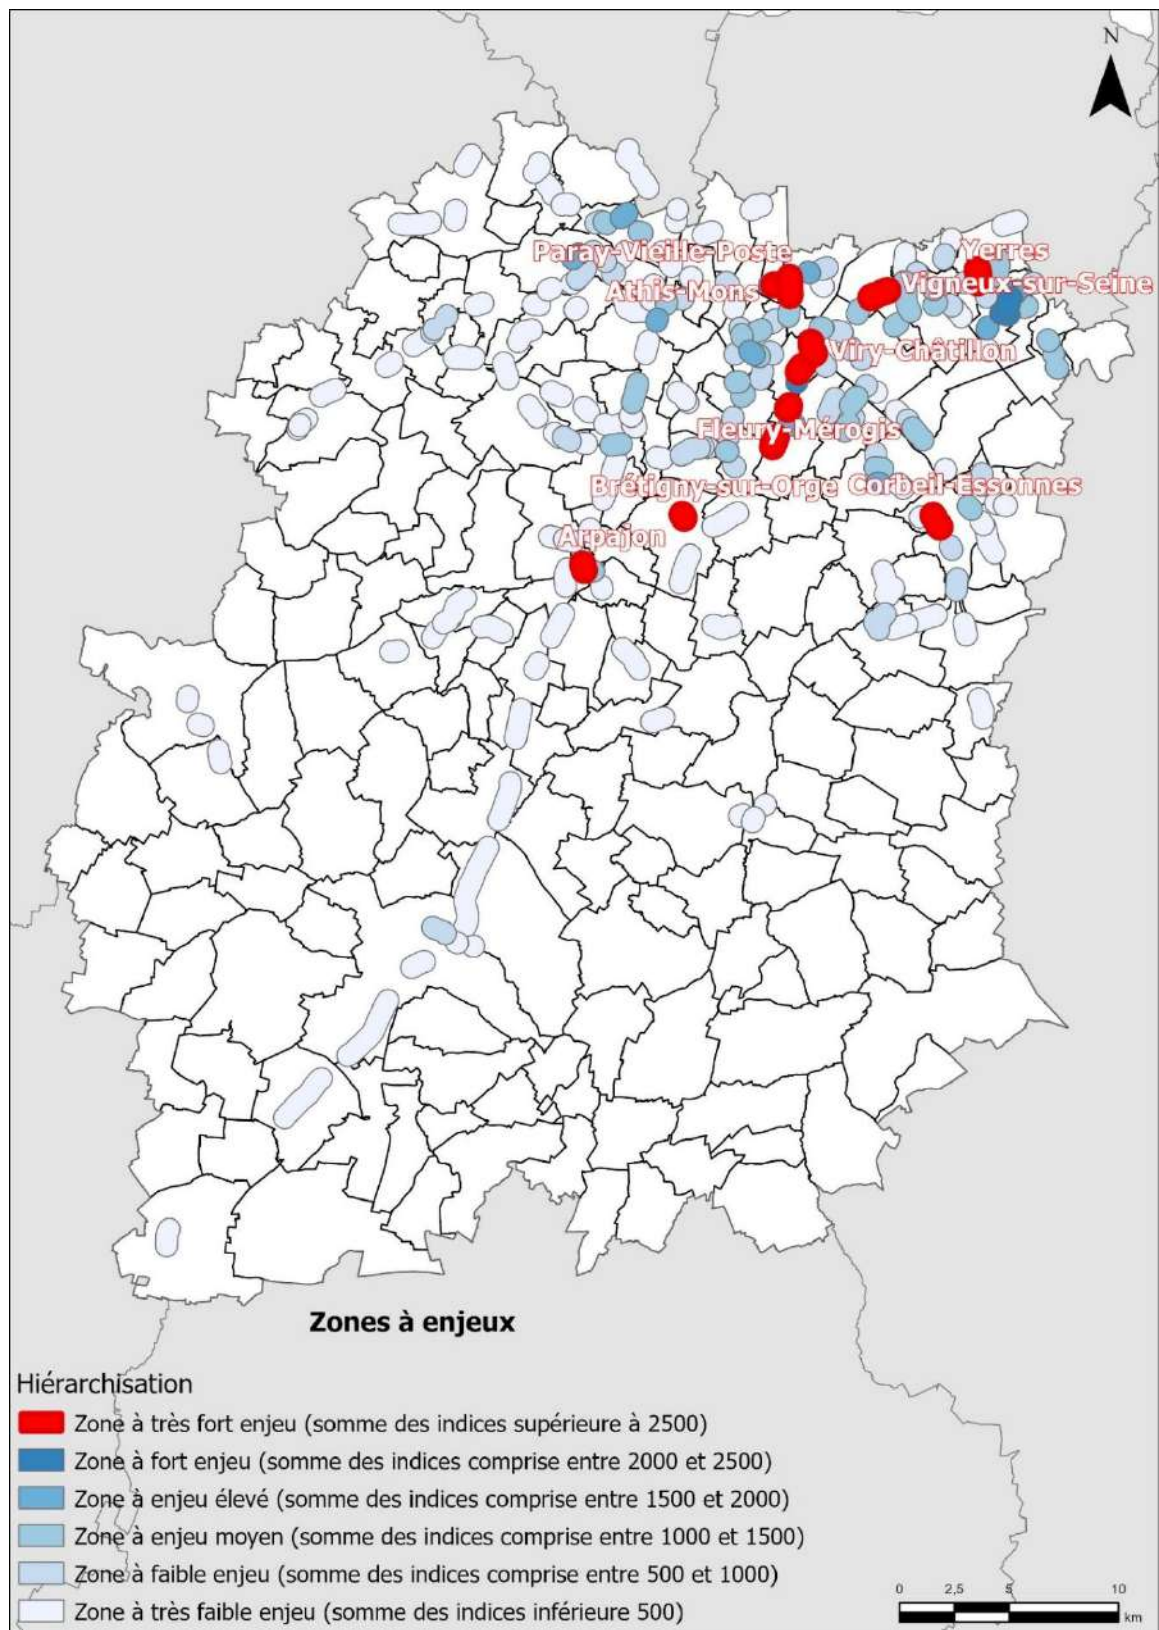 N
Paray-Vieille-Poste
Yerres
Athis-Mons
Vigneux-sur-Seine
Viry-Châtillon
Fleury-Mérogis
Brétigny-sur-Orge
Corbeil-Essonnes
Arpajon
Zones à enjeux
Hiérarchisation
Zone à très fort enjeu (somme des indices supérieure à 2500)
Zone à fort enjeu (somme des indices comprise entre 2000 et 2500)
Zone à enjeu élevé (somme des indices comprise entre 1500 et 2000)
Zone à enjeu moyen (somme des indices comprise entre 1000 et 1500)
Zone à faible enjeu (somme des indices comprise entre 500 et 1000)
Zone à très faible enjeu (somme des indices inférieure 500)
0 2,5 5 10
km